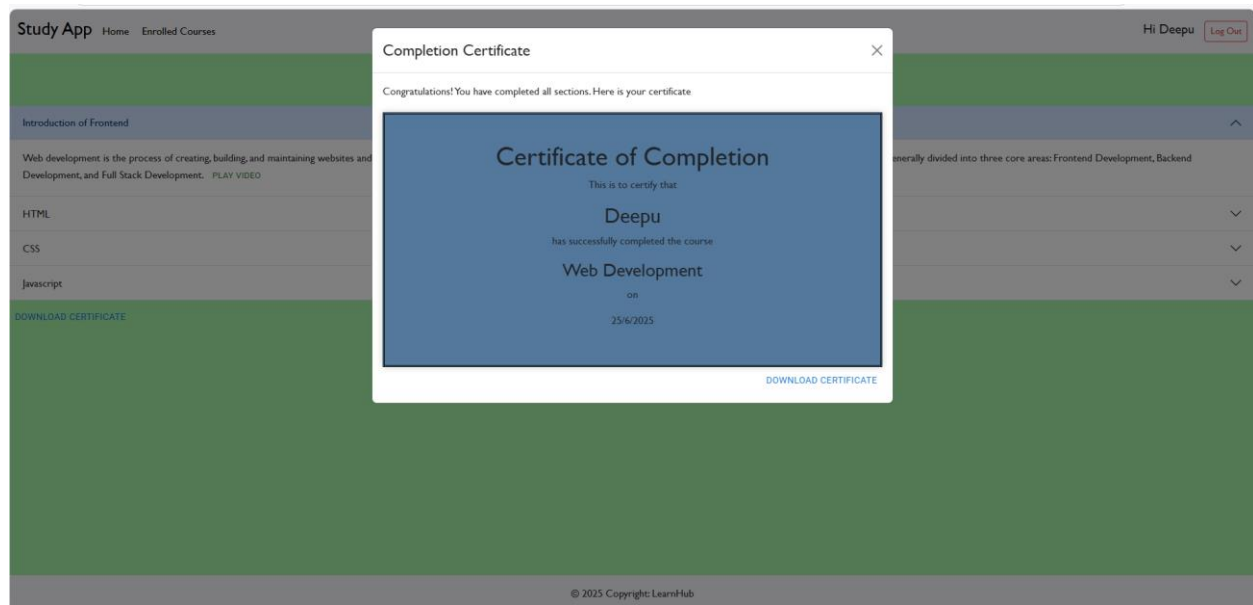 Study App Home Enrolled Courses
Hi Deepu Log Out
Completion Certificate
Congratulations! You have completed all sections. Here is your certificate
Certificate of Completion
This is to certify that
Deepu
has successfully completed the course
Web Development
on
25/6/2025
DOWNLOAD CERTIFICATE
Introduction of Frontend
Web development is the process of creating, building, and maintaining websites and
enerally divided into three core areas: Frontend Development, Backend
Development, and Full Stack Development. PLAY VIDEO
HTML
CSS
Javascript
DOWNLOAD CERTIFICATE
© 2025 Copyright: LearnHub